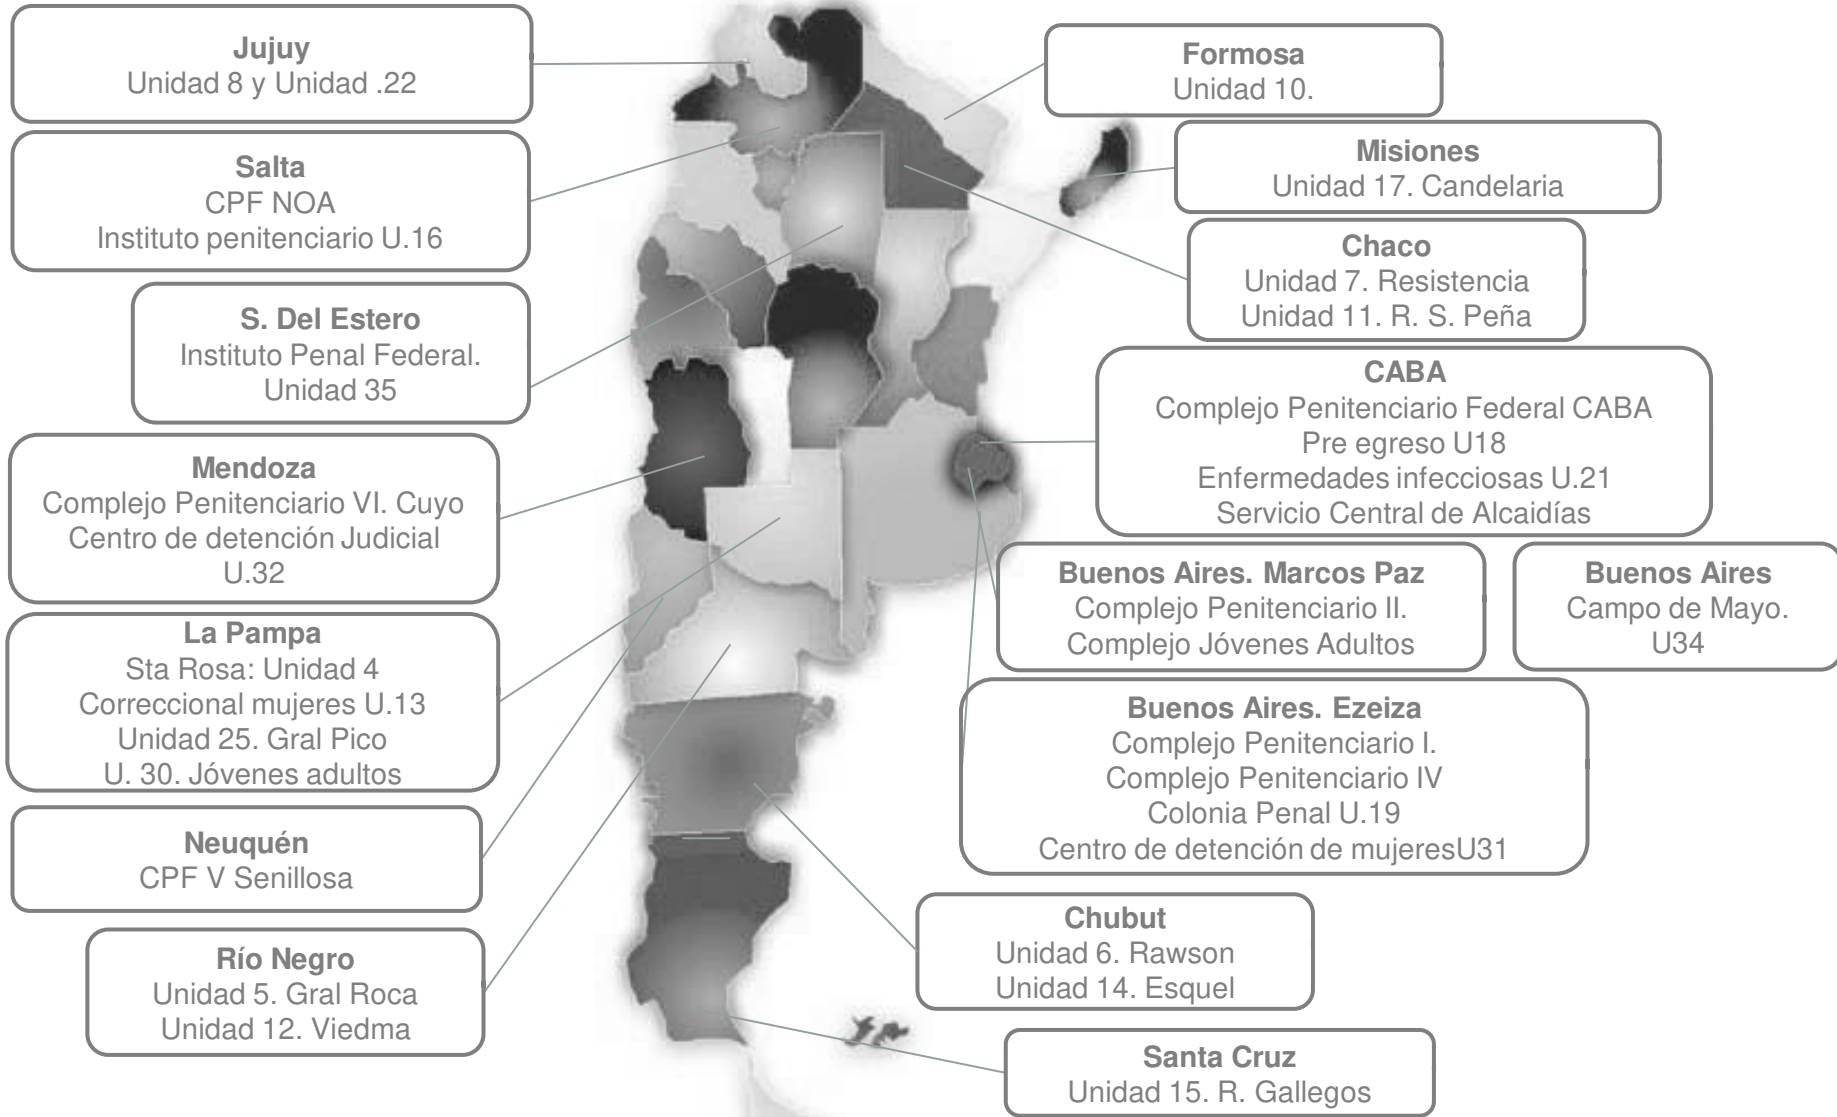 Jujuy
Unidad 8 y Unidad .22
Salta
CPF NOA
Instituto penitenciario U.16
S. Del Estero
Instituto Penal Federal.
Unidad 35
Mendoza
Complejo Penitenciario VI. Cuyo
Centro de detención Judicial
U.32
La Pampa
Sta Rosa: Unidad 4
Correccional mujeres U.13
Unidad 25. Gral Pico
U. 30. Jóvenes adultos
Neuquén
CPF V Senillosa
Río Negro
Unidad 5. Gral Roca
Unidad 12. Viedma
Formosa
Unidad 10.
Misiones
Unidad 17. Candelaria
Chaco
Unidad 7. Resistencia
Unidad 11. R. S. Peña
CABA
Complejo Penitenciario Federal CABA
Pre egreso U18
Enfermedades infecciosas U.21
Servicio Central de Alcaidías
Buenos Aires. Marcos Paz
Complejo Penitenciario II.
Complejo Jóvenes Adultos
Buenos Aires
Campo de Mayo.
U34
Buenos Aires. Ezeiza
Complejo Penitenciario I.
Complejo Penitenciario IV
Colonia Penal U.19
Centro de detención de mujeresU31
Chubut
Unidad 6. Rawson
Unidad 14. Esquel
Santa Cruz
Unidad 15. R. Gallegos